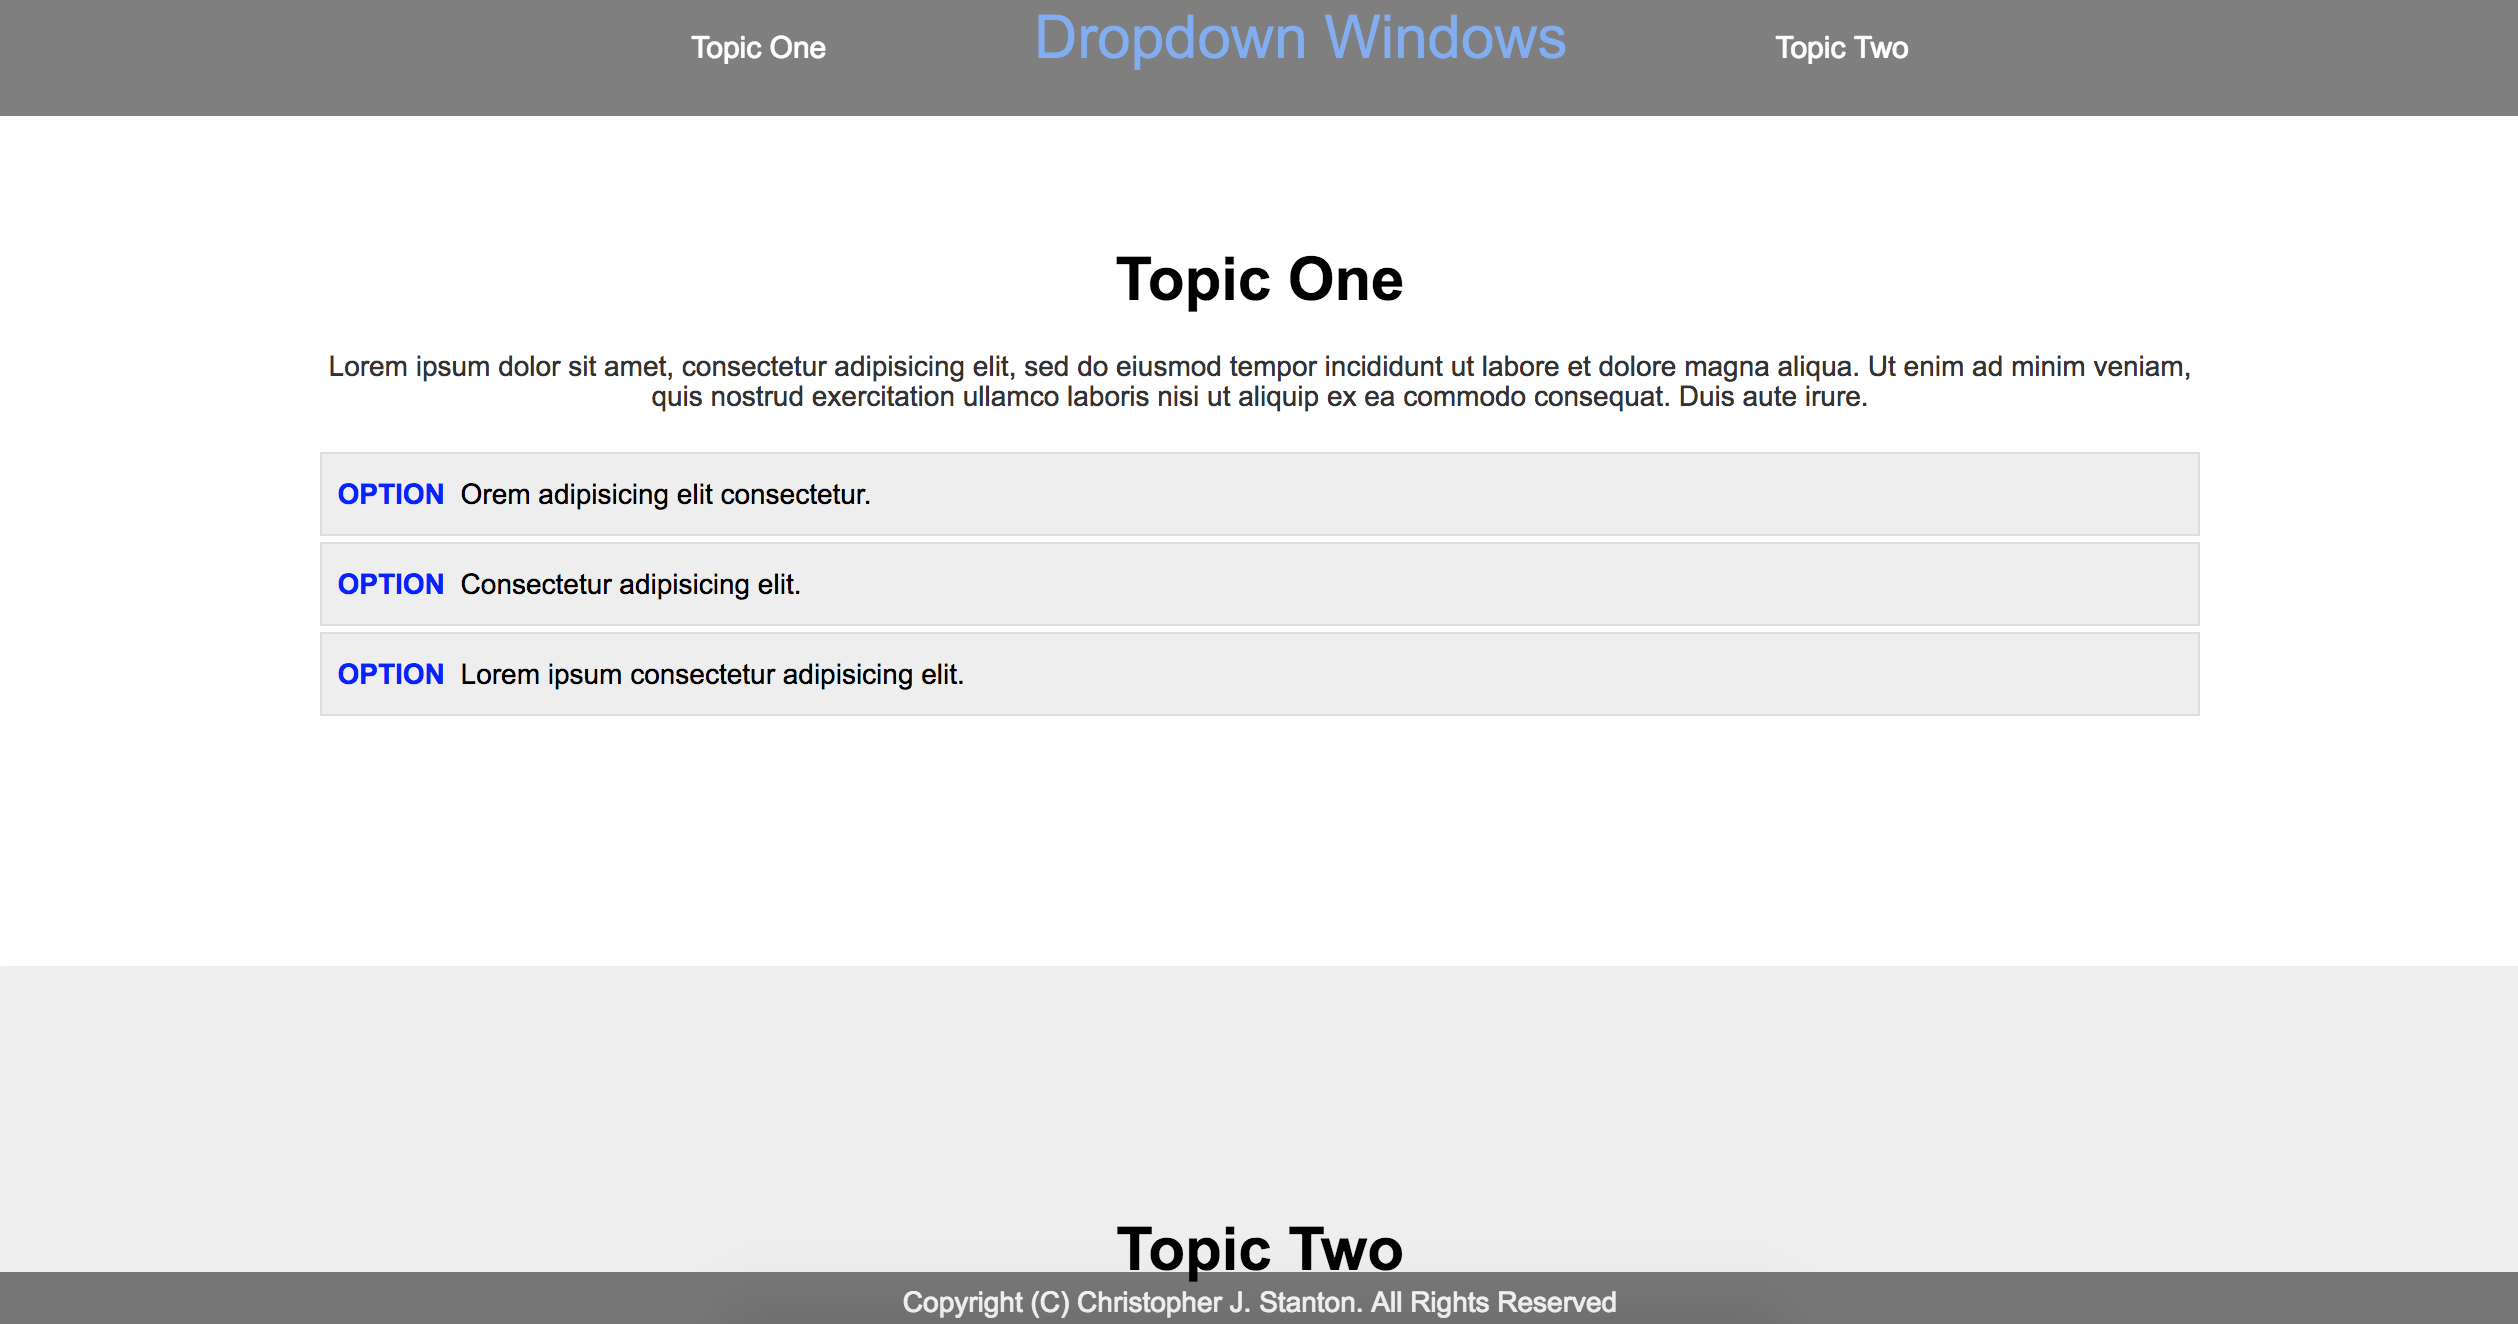 Topic One
Dropdown Windows
Topic Two
Topic One
Lorem ipsum dolor sit amet, consectetur adipisicing elit, sed do eiusmod tempor incididunt ut labore et dolore magna aliqua. Ut enim ad minim veniam,
quis nostrud exercitation ullamco laboris nisi ut aliquip ex ea commodo consequat. Duis aute irure.
OPTION Orem adipisicing elit consectetur.
OPTION Consectetur adipisicing elit.
OPTION Lorem ipsum consectetur adipisicing elit.
Topic Two
Copyright (C) Christopher J. Stanton. All Rights Reserved